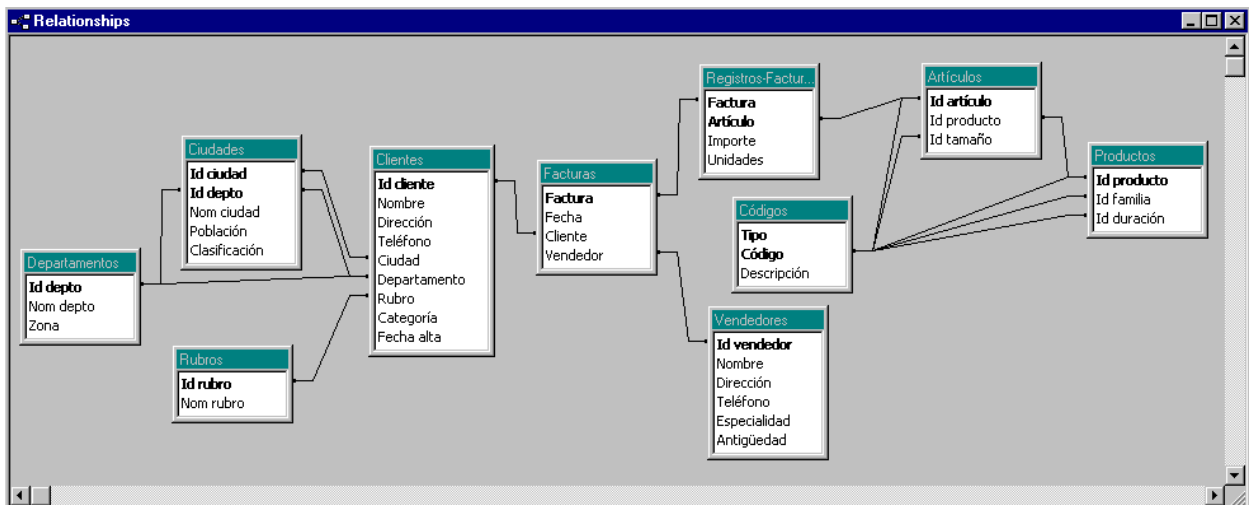 Relationships
Departamentos
Id depto
Nom depto
Zona
Ciudades
Id ciudad
Id depto
Nom ciudad
Población
Clasificación
Rubros
Id rubro
Nom rubro
Clientes
Id cliente
Nombre
Dirección
Teléfono
Ciudad
Departamento
Rubro
Categoría
Fecha alta
Facturas
Factura
Fecha
Cliente
Vendedor
Registros-Factur...
Factura
Artículo
Importe
Unidades
Códigos
Tipo
Código
Descripción
Vendedores
Id vendedor
Nombre
Dirección
Teléfono
Especialidad
Antigüedad
Artículos
Id artículo
Id producto
Id tamaño
Productos
Id producto
Id familia
Id duración